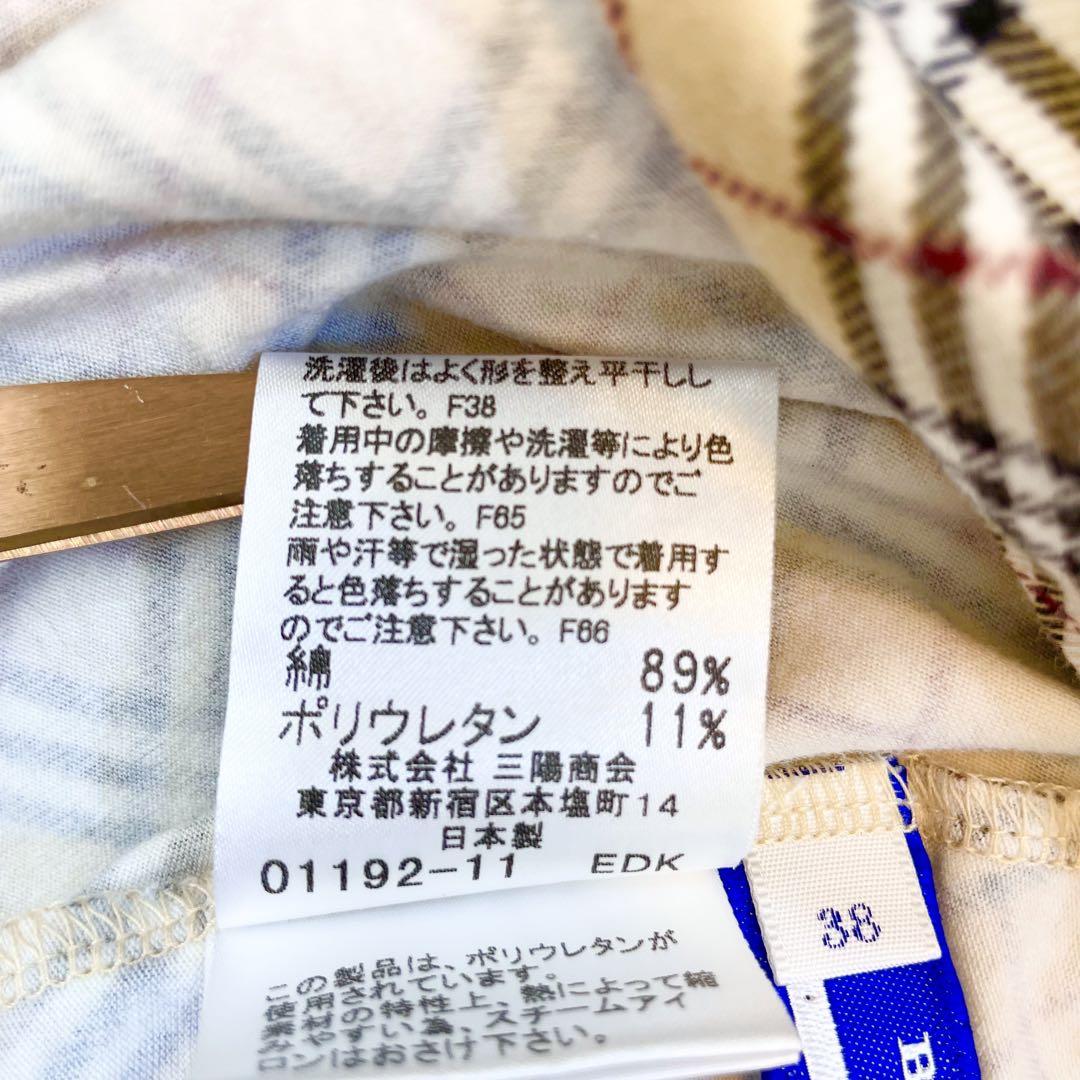 洗濯後はよく形を整え平干しし
て下さい。F38
着用中の摩擦や洗濯等により色
落ちすることがありますのでご
注意下さい。F65
雨や汗等で湿った状態で着用す
ると色落ちすることがあります
のでご注意下さい。F66
綿 89%
ポリウレタン 11%
株式会社 三陽商会
東京都新宿区本塩町14
日本製
01192-11 EDK
この製品は、ポリウレタンが
使用されています。
素材の特性上、熱によって縮
みやすい為、スチームアイ
ロンはおさけ下さい。
38
B